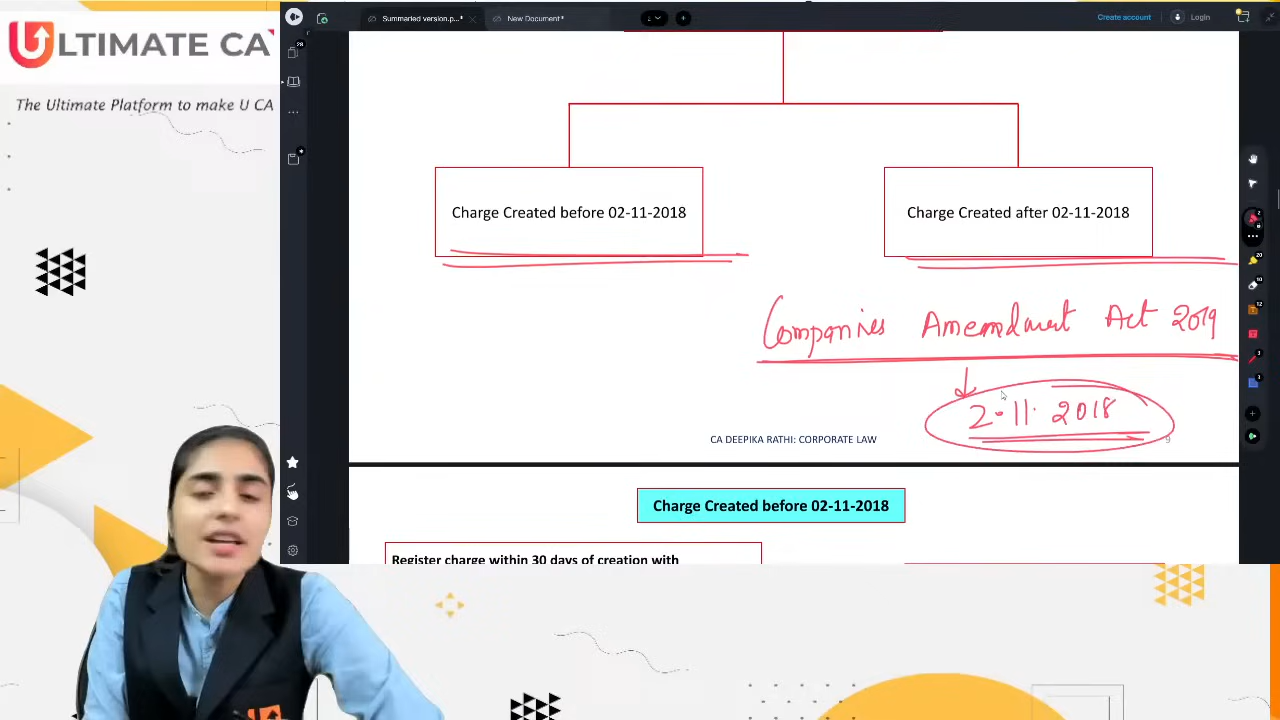 ULTIMATE CA
The Ultimate Platform to make U CA
Summaried version.p...*
New Document*
Create account
Login
Charge Created before 02-11-2018
Charge Created after 02-11-2018
Companies Amendment Act 2019
2-11-2018
CA DEEPIKA RATHI: CORPORATE LAW
9
Charge Created before 02-11-2018
Register charge within 30 days of creation with